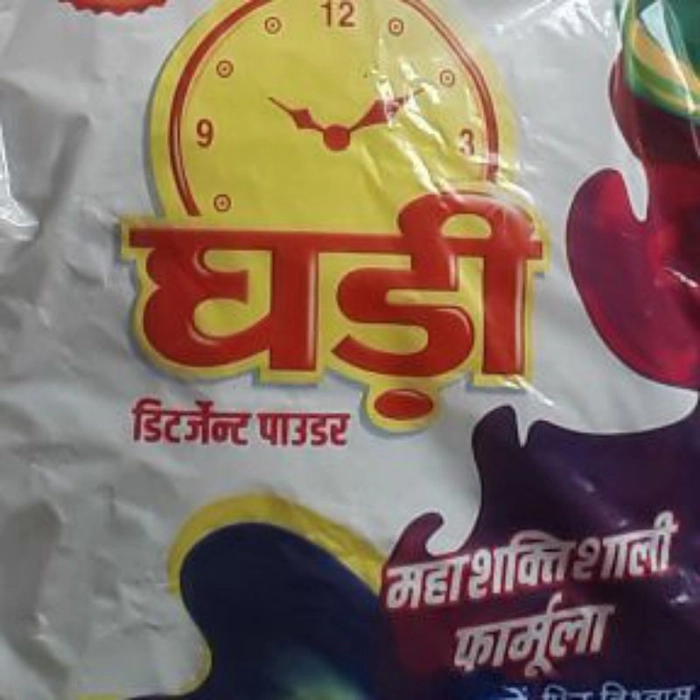 12
9
3
घड़ी
डिटर्जेन्ट पाउडर
महाशक्तिशाली
फार्मूला